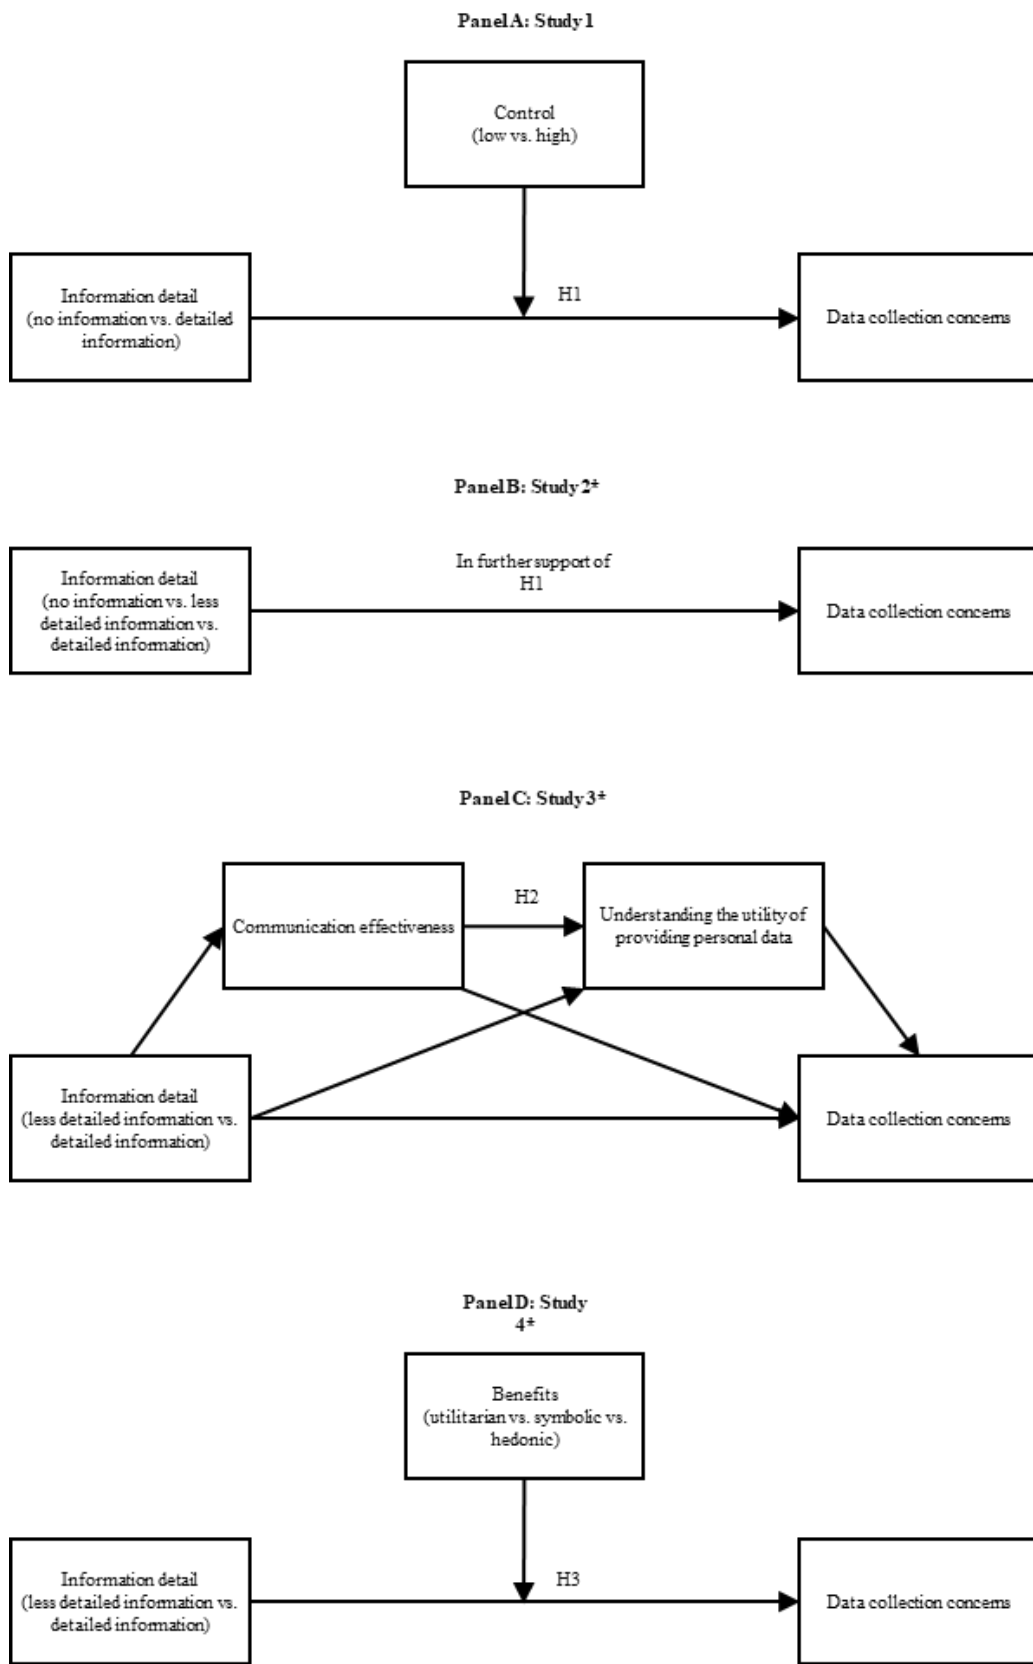 Panel A: Study 1
Control
(low vs. high)
H1
Information detail
(no information vs. detailed
information)
Data collection concerns
Panel B: Study 2*
In further support of
H1
Information detail
(no information vs. less
detailed information vs.
detailed information)
Data collection concerns
Panel C: Study 3*
Communication effectiveness
H2
Understanding the utility of
providing personal data
Information detail
(less detailed information vs.
detailed information)
Data collection concerns
Panel D: Study
4*
Benefits
(utilitarian vs. symbolic vs.
hedonic)
H3
Information detail
(less detailed information vs.
detailed information)
Data collection concerns